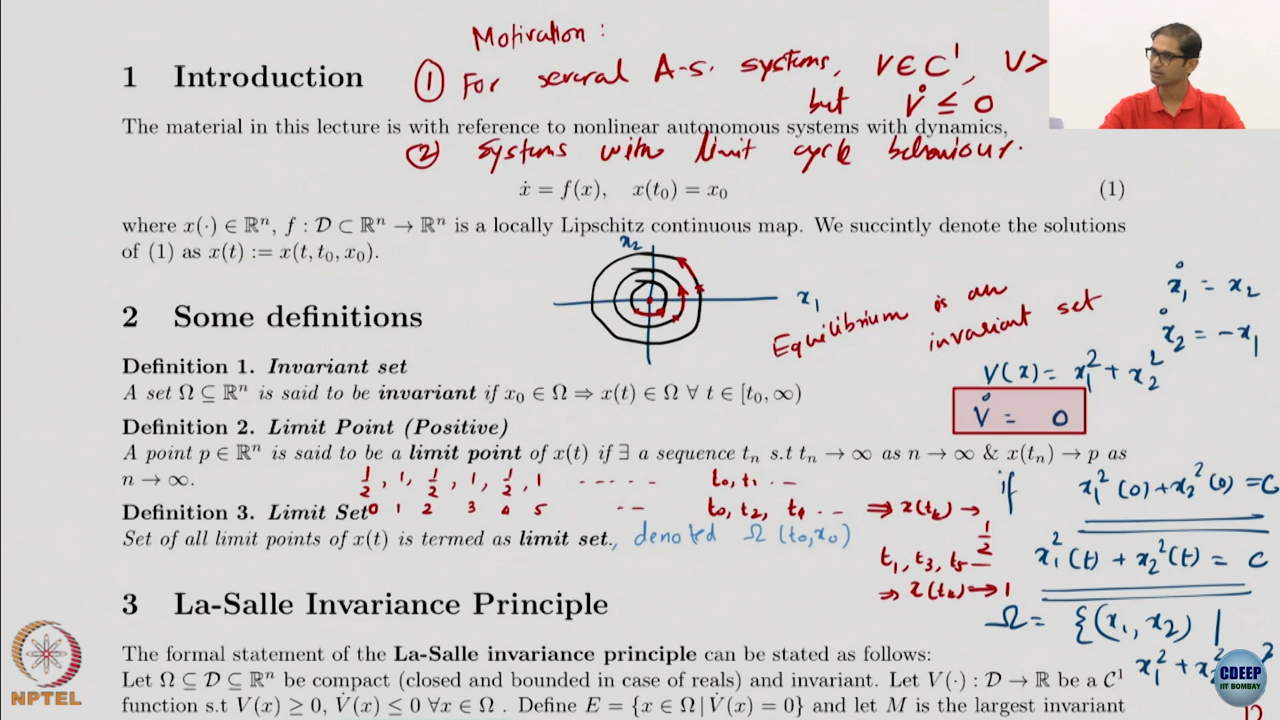 Motivation :
1 Introduction
① For several A.S. systems, V∈C¹, V>
but V̇ ≤ 0
The material in this lecture is with reference to nonlinear autonomous systems with dynamics,
② Systems with limit cycle behaviour.
ẋ = f(x), x(t₀) = x₀ (1)
where x(·) ∈ ℝⁿ, f : 𝒟 ⊂ ℝⁿ → ℝⁿ is a locally Lipschitz continuous map. We succintly denote the solutions
of (1) as x(t) := x(t, t₀, x₀).
x₂
x₁
Equilibrium is an
invariant set
ẋ₁ = x₂
ẋ₂ = -x₁
V(x) = x₁² + x₂²
V̇ = 0
2 Some definitions
Definition 1. Invariant set
A set Ω ⊆ ℝⁿ is said to be invariant if x₀ ∈ Ω ⇒ x(t) ∈ Ω ∀ t ∈ [t₀, ∞)
Definition 2. Limit Point (Positive)
A point p ∈ ℝⁿ is said to be a limit point of x(t) if ∃ a sequence tₙ s.t tₙ → ∞ as n → ∞ & x(tₙ) → p as
n → ∞.
½, 1, ½, 1, ½, 1 ..... t₀, t₁ ...
Definition 3. Limit Set
0 1 2 3 4 5 .. t₀, t₂, t₄ ... ⇒ x(tₖ) → ½
Set of all limit points of x(t) is termed as limit set., denoted Ω (t₀,x₀)
t₁, t₃, t₅ —
⇒ x(tₖ) → 1
if x₁²(0) + x₂²(0) = C
x₁²(t) + x₂²(t) = C
Ω = {(x₁, x₂) |
x₁² + x₂²
3 La-Salle Invariance Principle
The formal statement of the La-Salle invariance principle can be stated as follows:
Let Ω ⊆ 𝒟 ⊆ ℝⁿ be compact (closed and bounded in case of reals) and invariant. Let V(·) : 𝒟 → ℝ be a 𝒞¹
function s.t V(x) ≥ 0, V̇(x) ≤ 0 ∀x ∈ Ω . Define E = {x ∈ Ω | V̇(x) = 0} and let M is the largest invariant
NPTEL
CDEEP
IIT BOMBAY
12